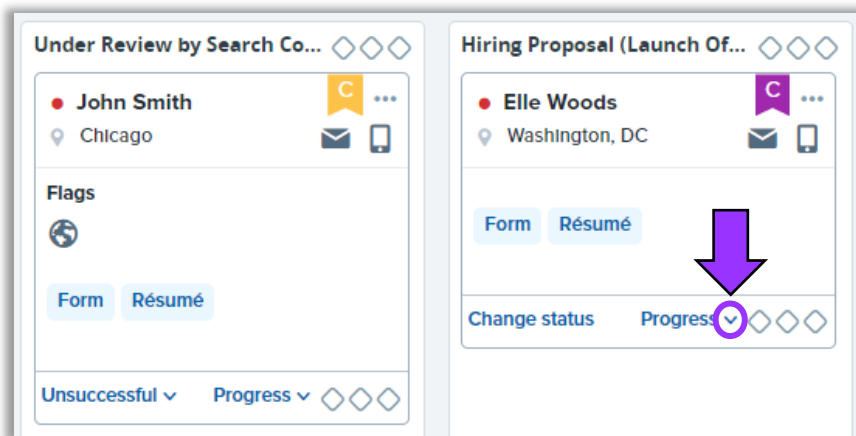 Under Review by Search Co...
John Smith
C
Chicago
Flags
Form Résumé
Unsuccessful Progress
Hiring Proposal (Launch Of...
Elle Woods
C
Washington, DC
Form Résumé
Change status Progress